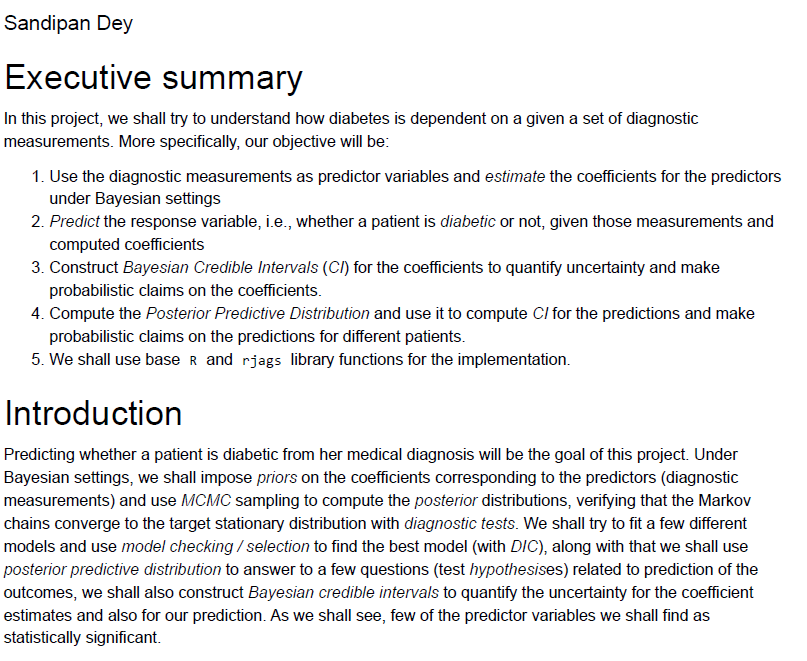 Sandipan Dey
Executive summary
In this project, we shall try to understand how diabetes is dependent on a given a set of diagnostic
measurements. More specifically, our objective will be:
1. Use the diagnostic measurements as predictor variables and estimate the coefficients for the predictors
under Bayesian settings
2. Predict the response variable, i.e., whether a patient is diabetic or not, given those measurements and
computed coefficients
3. Construct Bayesian Credible Intervals (CI) for the coefficients to quantify uncertainty and make
probabilistic claims on the coefficients.
4. Compute the Posterior Predictive Distribution and use it to compute CI for the predictions and make
probabilistic claims on the predictions for different patients.
5. We shall use base R and rjags library functions for the implementation.
Introduction
Predicting whether a patient is diabetic from her medical diagnosis will be the goal of this project. Under
Bayesian settings, we shall impose priors on the coefficients corresponding to the predictors (diagnostic
measurements) and use MCMC sampling to compute the posterior distributions, verifying that the Markov
chains converge to the target stationary distribution with diagnostic tests. We shall try to fit a few different
models and use model checking / selection to find the best model (with DIC), along with that we shall use
posterior predictive distribution to answer to a few questions (test hypothesises) related to prediction of the
outcomes, we shall also construct Bayesian credible intervals to quantify the uncertainty for the coefficient
estimates and also for our prediction. As we shall see, few of the predictor variables we shall find as
statistically significant.